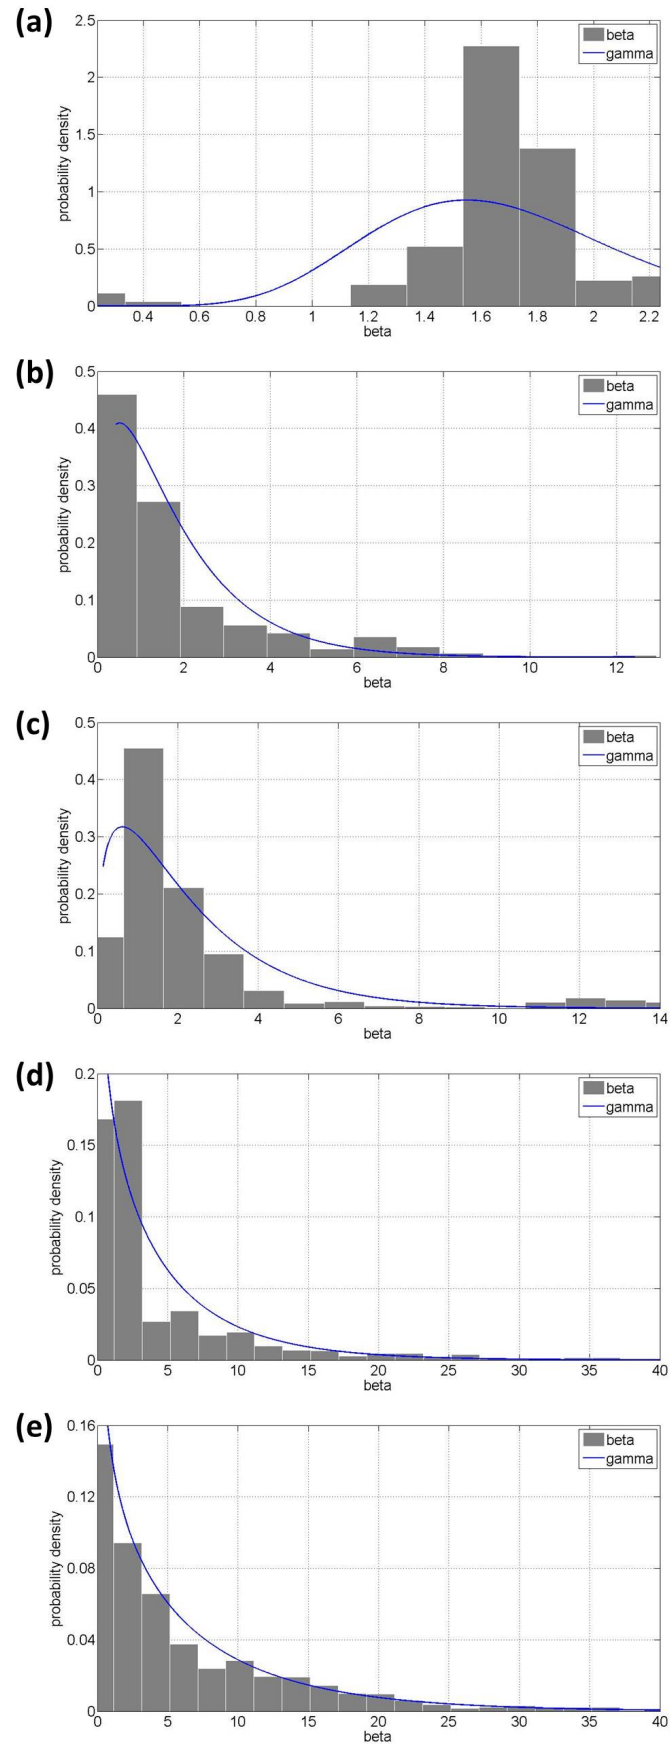 (a)
2.5
2
1.5
1
0.5
0
probability density
beta
gamma
0.4 0.6 0.8 1 1.2 1.4 1.6 1.8 2 2.2
beta
(b)
0.5
0.4
0.3
0.2
0.1
0
probability density
beta
gamma
0 2 4 6 8 10 12
beta
(c)
0.5
0.4
0.3
0.2
0.1
0
probability density
beta
gamma
0 2 4 6 8 10 12 14
beta
(d)
0.2
0.15
0.1
0.05
0
probability density
beta
gamma
0 5 10 15 20 25 30 35 40
beta
(e)
0.16
0.12
0.08
0.04
0
probability density
beta
gamma
0 5 10 15 20 25 30 35 40
beta